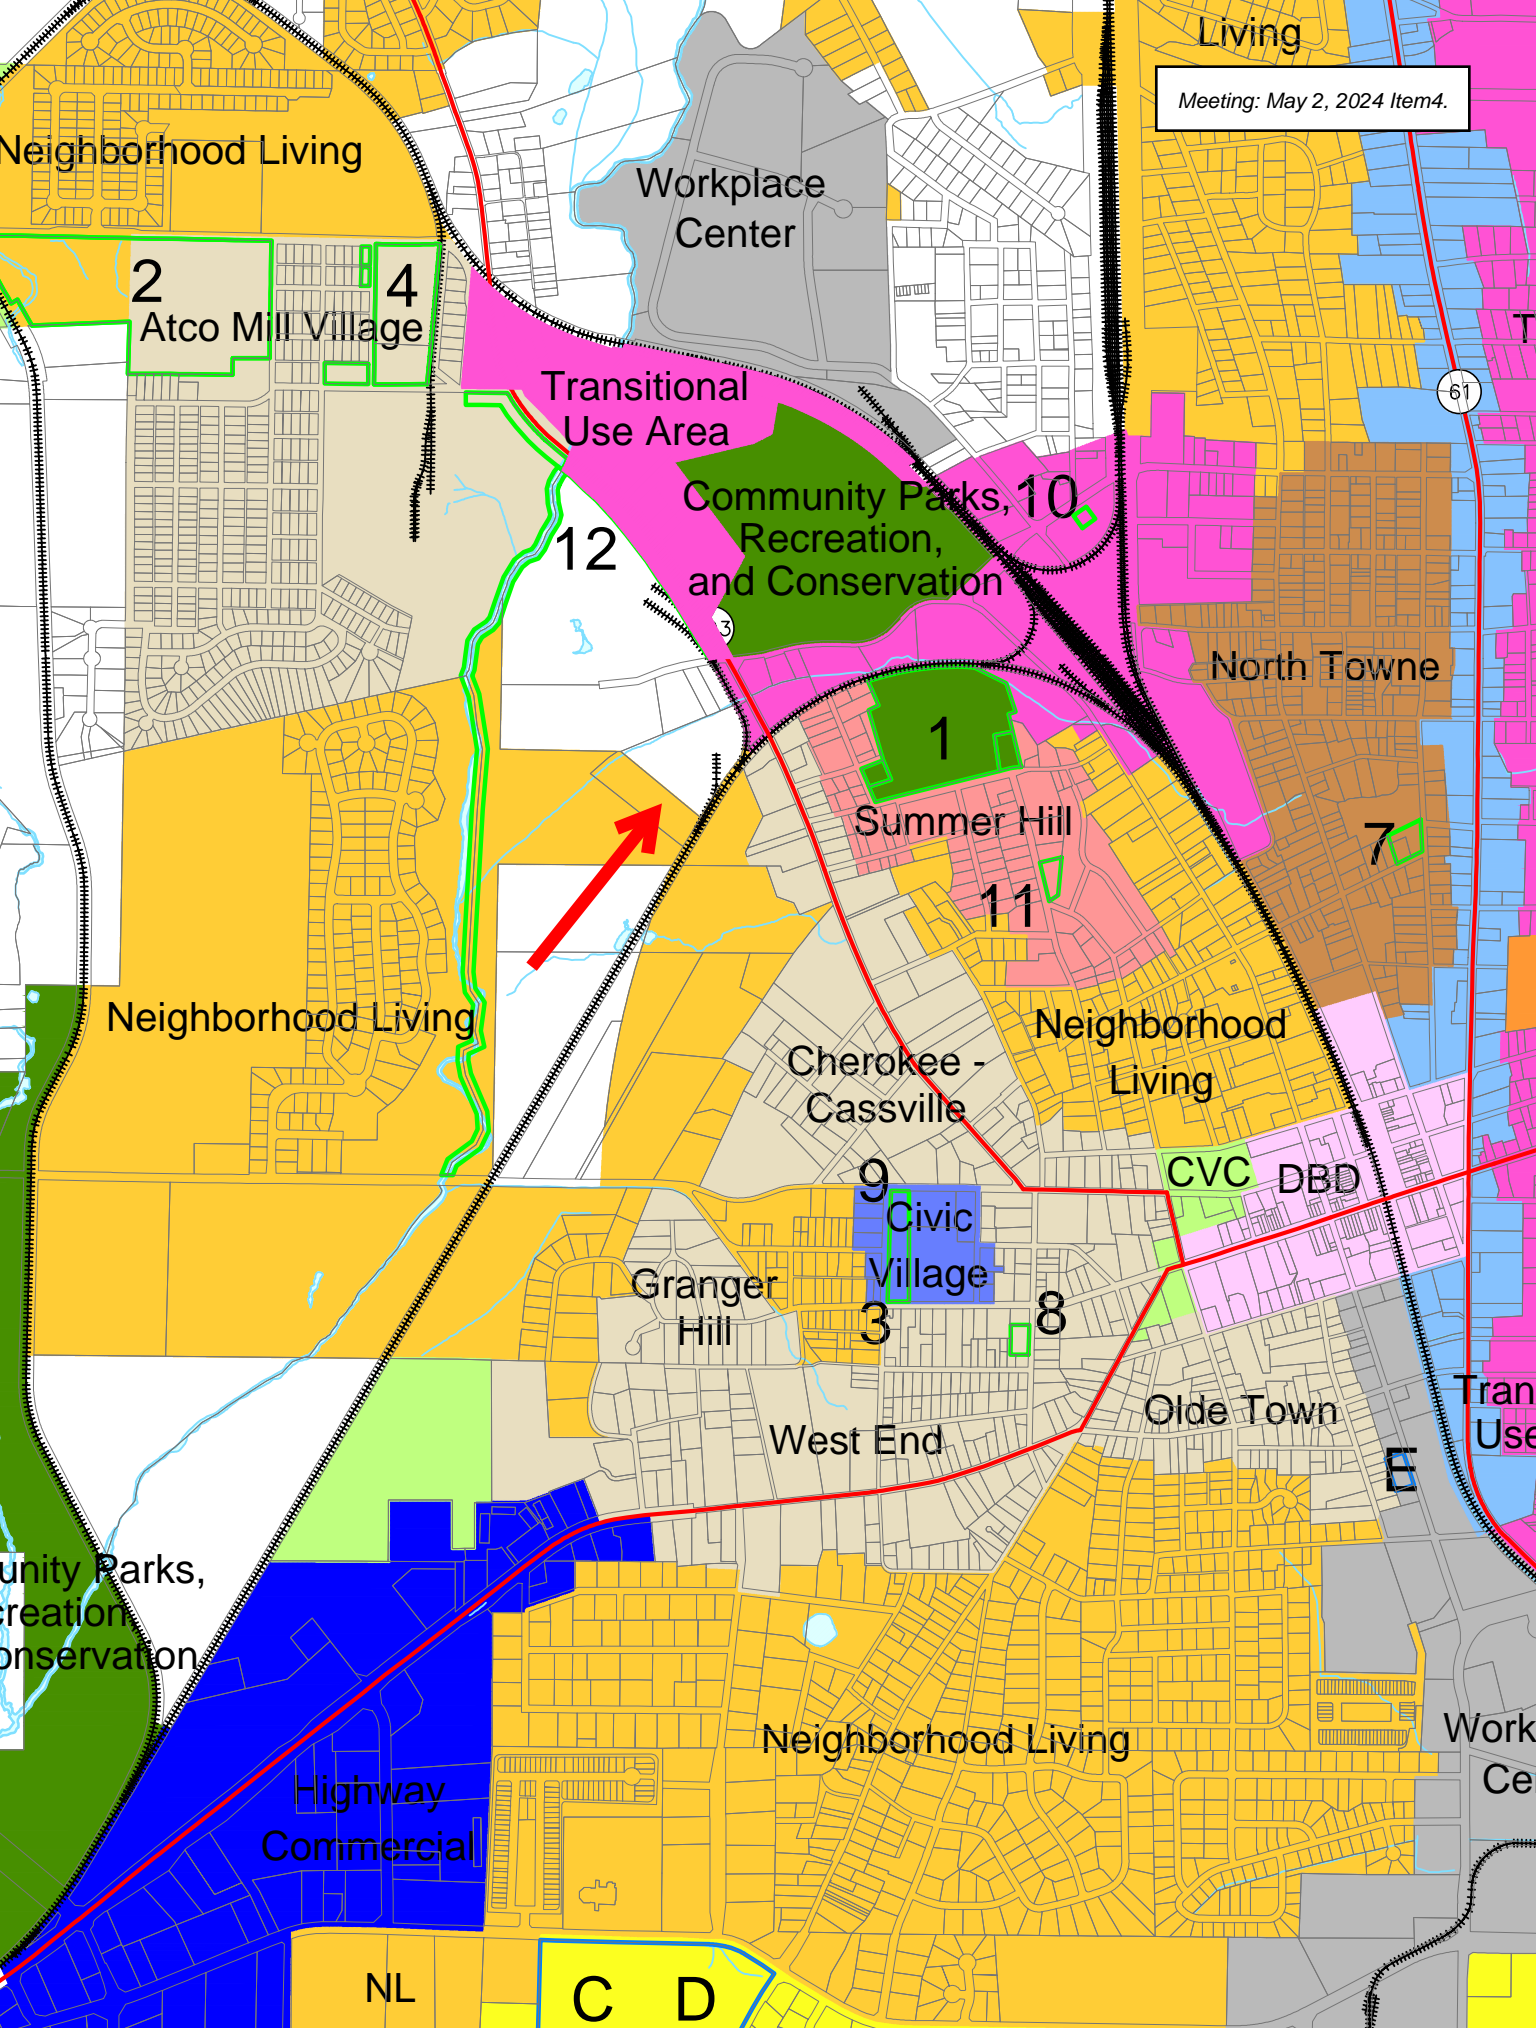 Living
Meeting: May 2, 2024 Item4.
Neighborhood Living
Workplace
Center
2
4
Atco Mill Village
T
61
Transitional
Use Area
Community Parks,
Recreation,
and Conservation
10
12
3
North Towne
1
Summer Hill
7
11
Neighborhood Living
Neighborhood
Living
Cherokee -
Cassville
CVC
DBD
9
Civic
Village
Granger
Hill
3
8
Tran
Use
Olde Town
West End
E
unity Parks,
creation
onservation
Neighborhood Living
Work
Ce
Highway
Commercial
NL
C
D